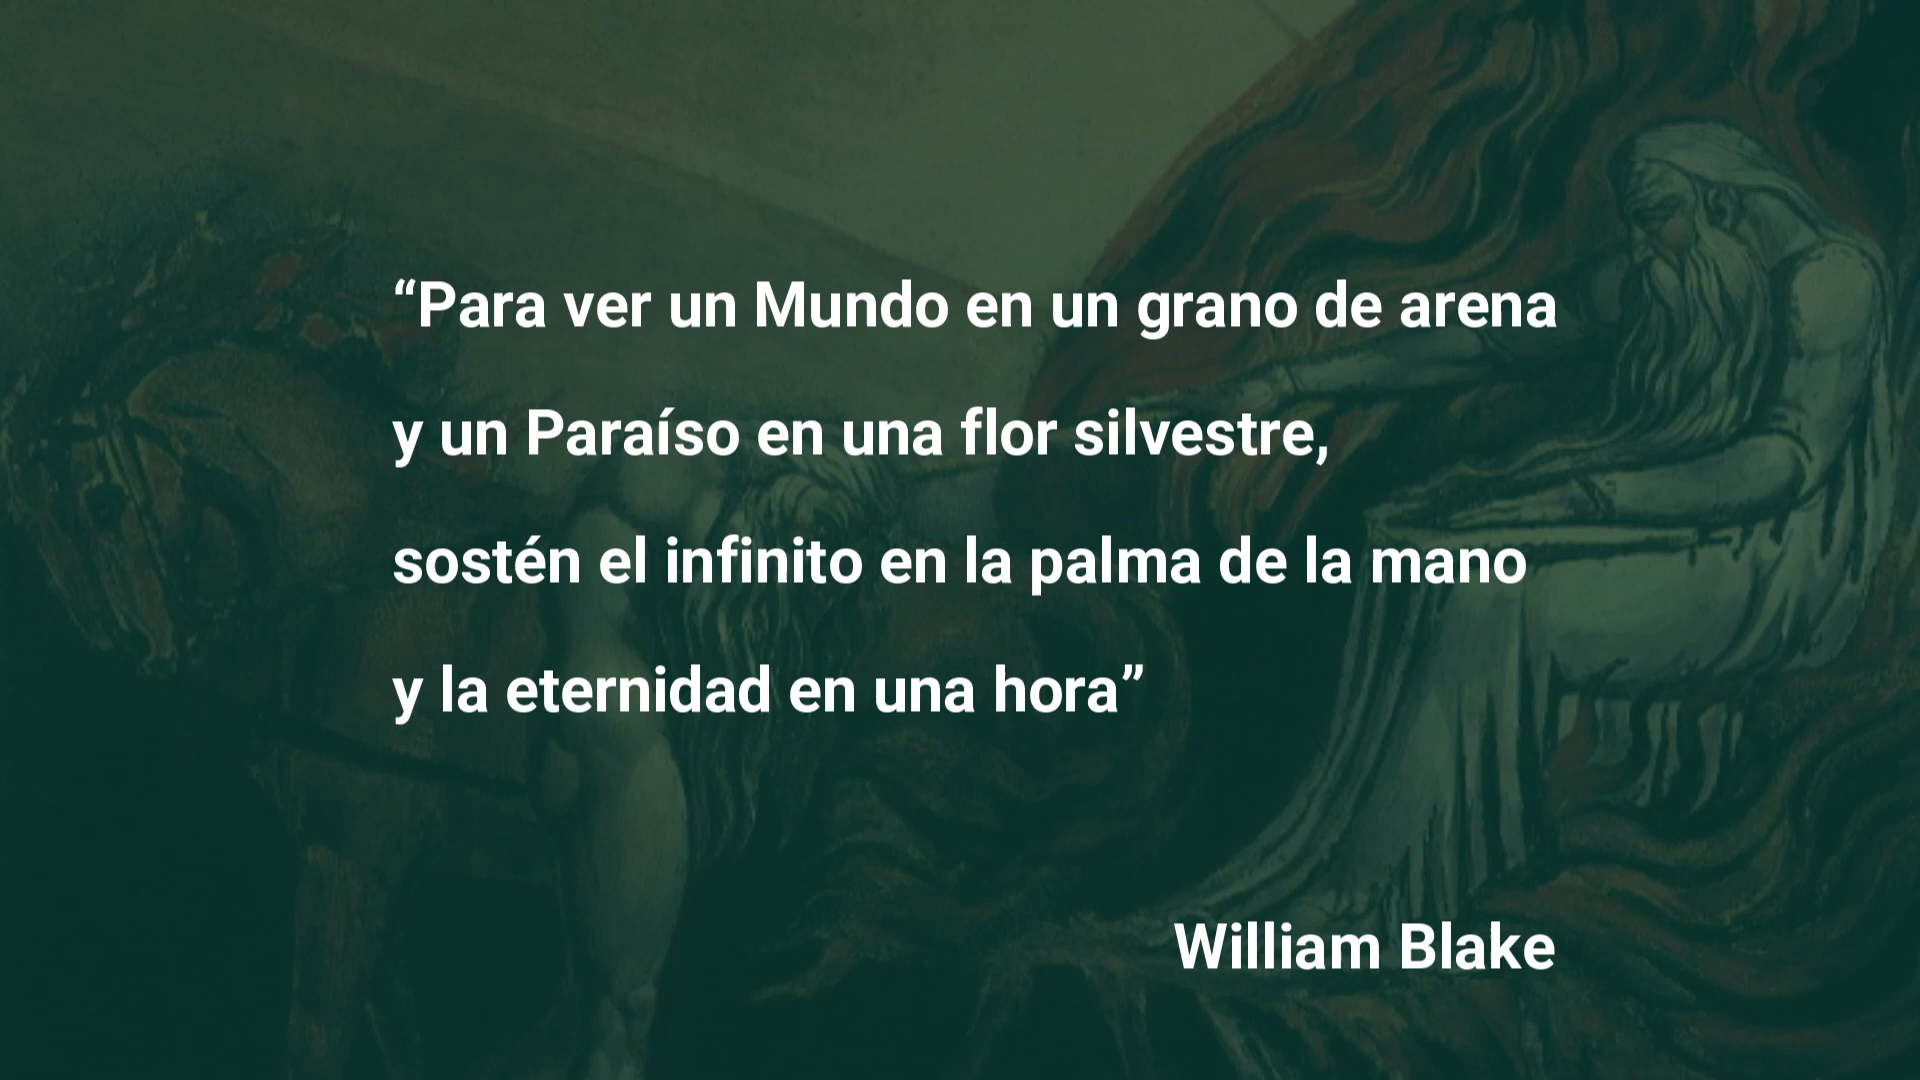 “Para ver un Mundo en un grano de arena
y un Paraíso en una flor silvestre,
sostén el infinito en la palma de la mano
y la eternidad en una hora”
William Blake